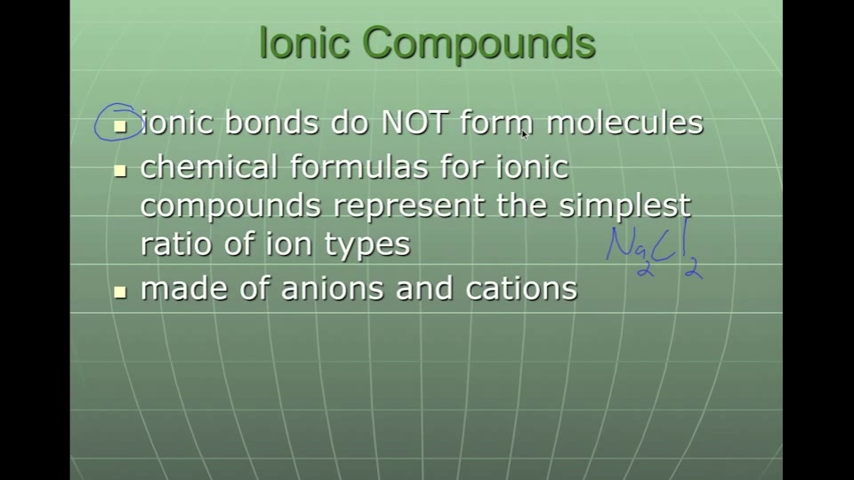 Ionic Compounds
ionic bonds do NOT form molecules
chemical formulas for ionic
compounds represent the simplest
ratio of ion types
Na2Cl2
made of anions and cations